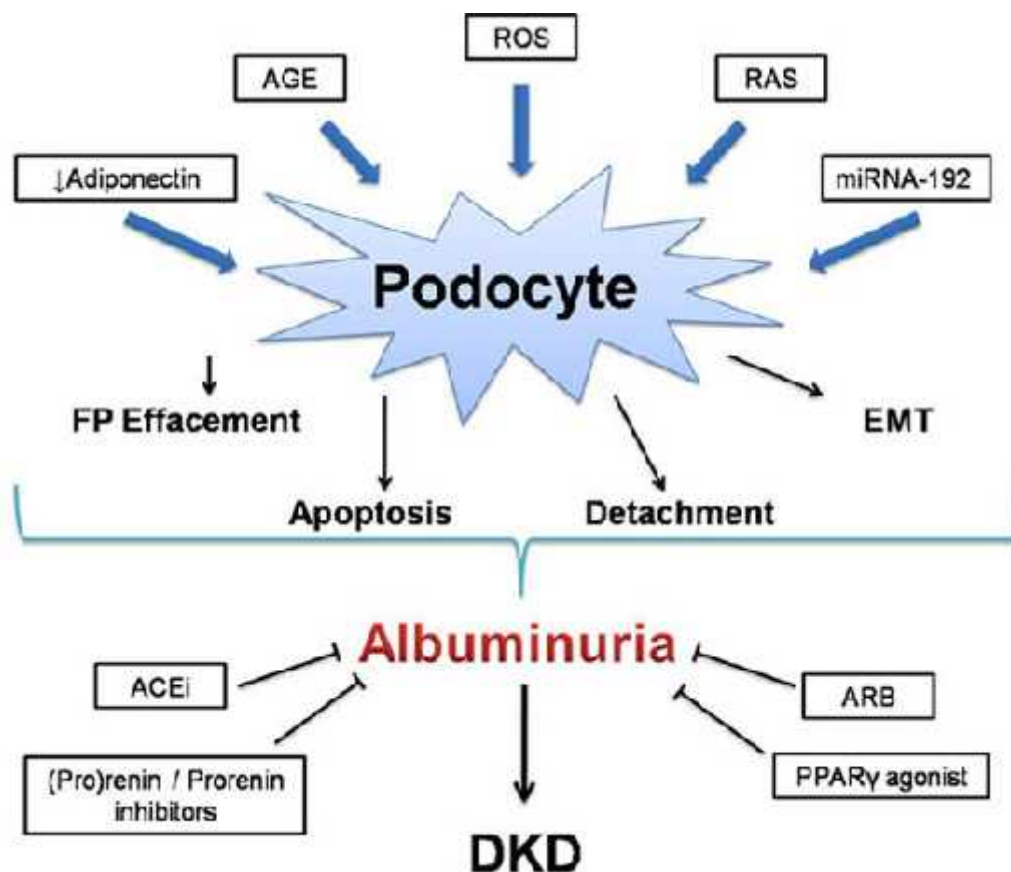 ROS
AGE
RAS
↓Adiponectin
miRNA-192
Podocyte
FP Effacement
EMT
Apoptosis
Detachment
Albuminuria
ACEi
ARB
(Pro)renin / Prorenin
inhibitors
PPARγ agonist
DKD